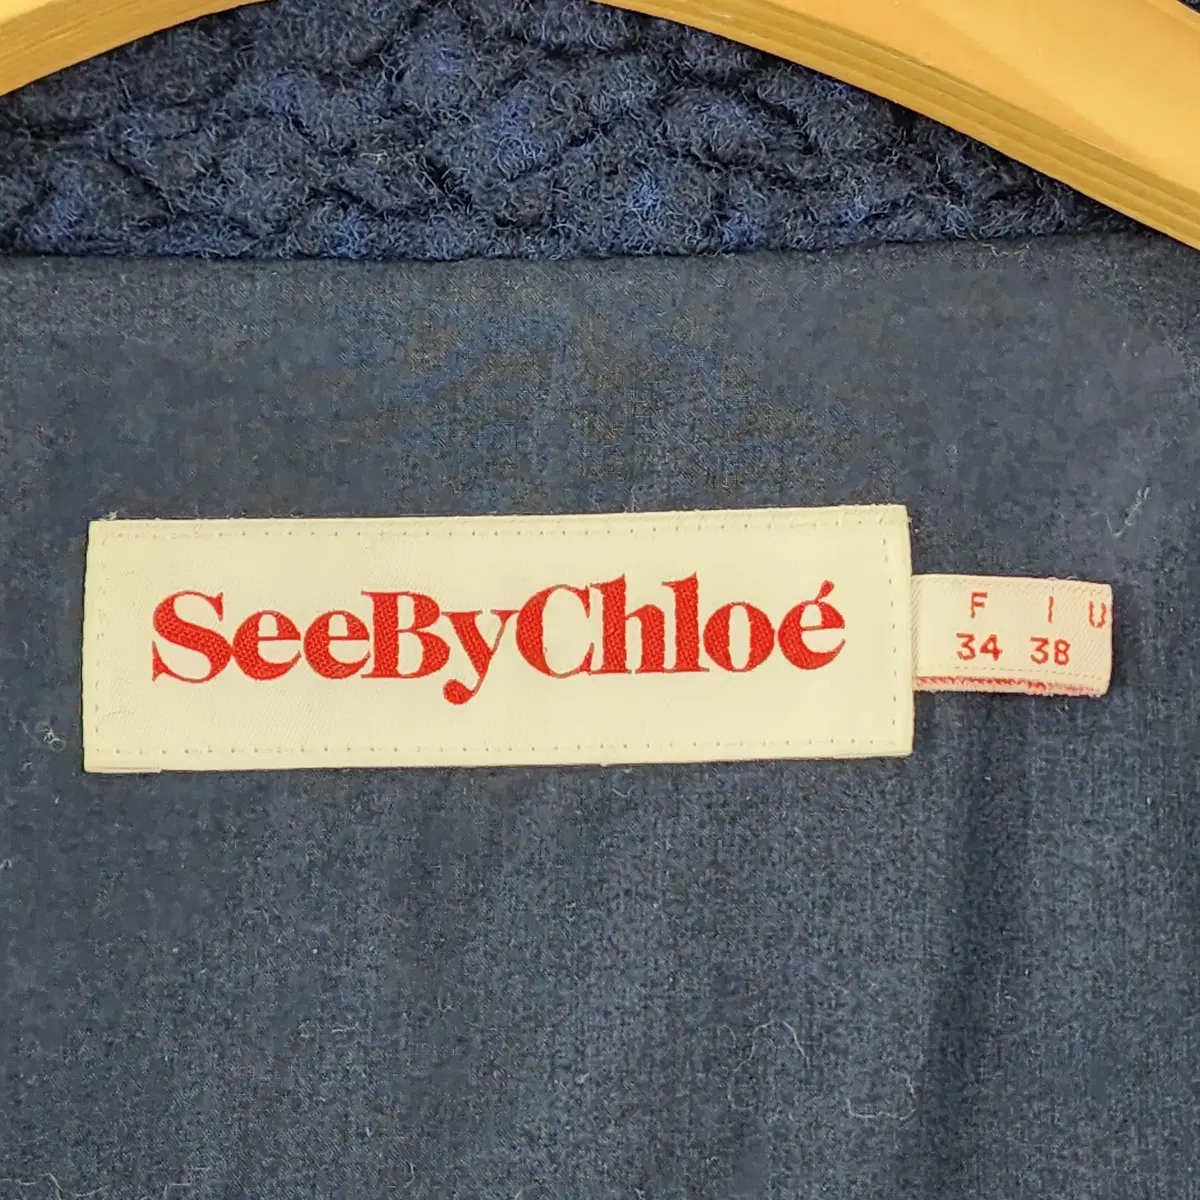 SeeByChloé
F I U
34 38